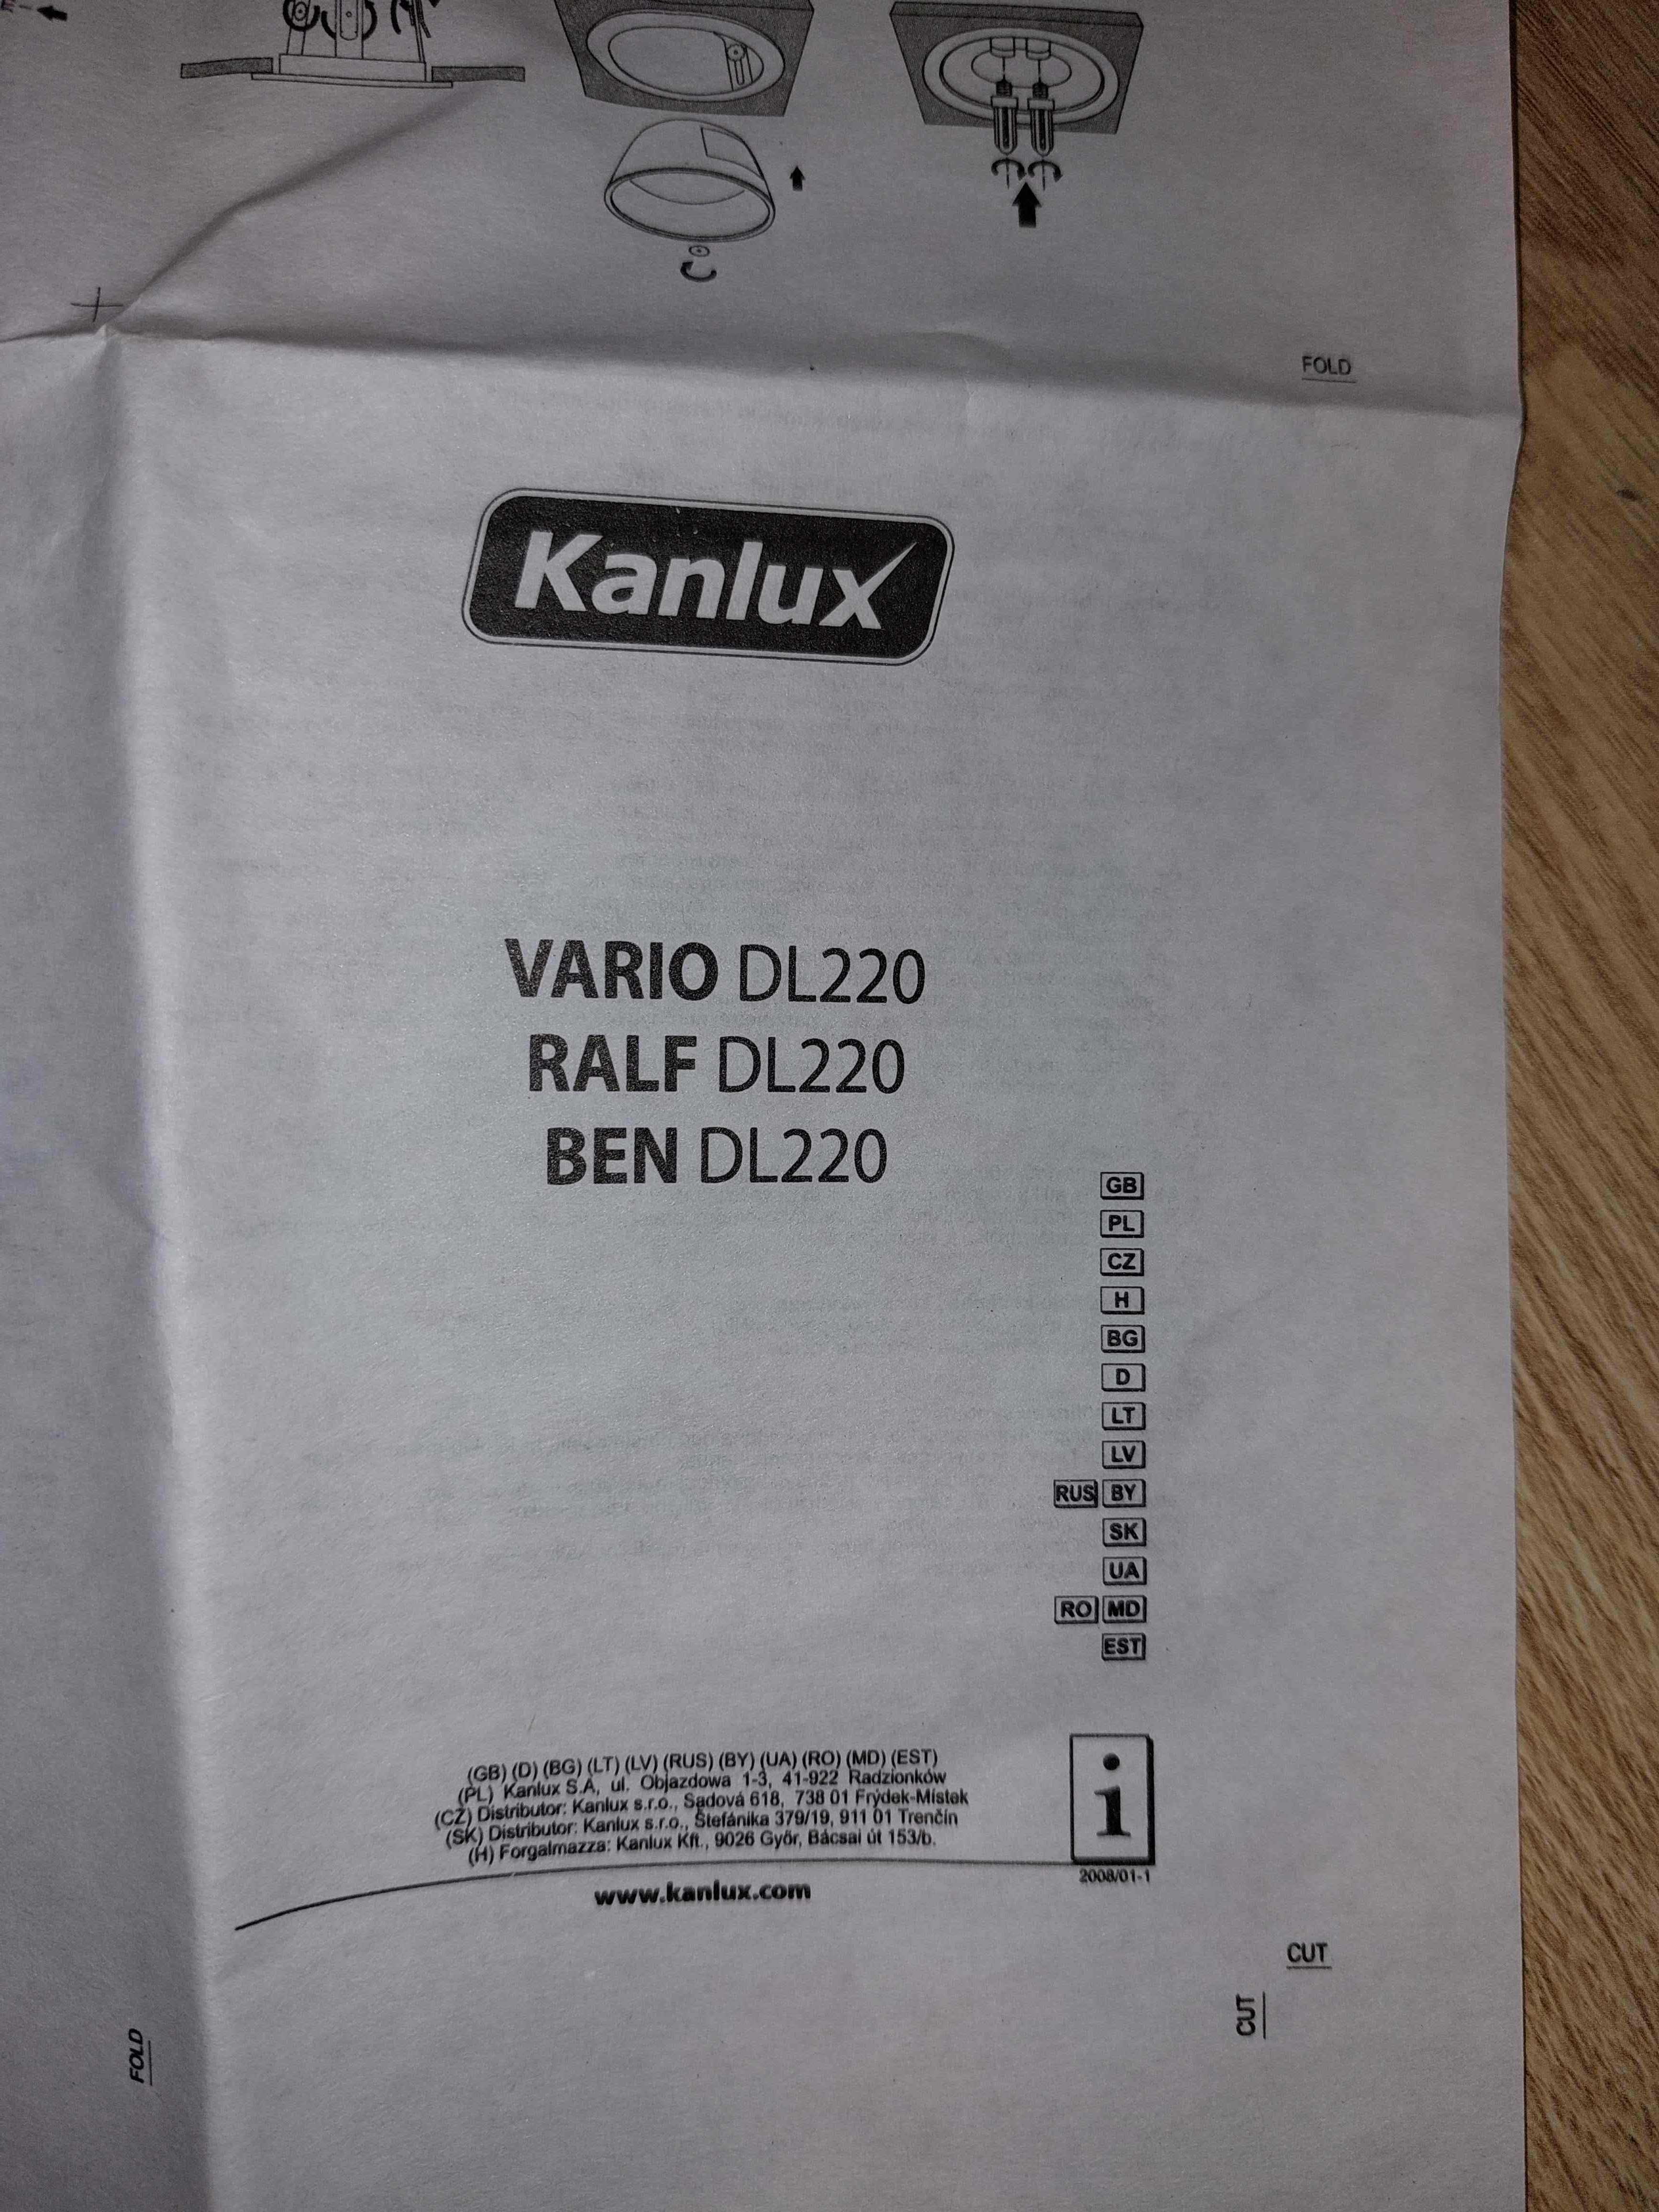 FOLD
Kanlux
VARIO DL220
RALF DL220
BEN DL220
GB
PL
CZ
H
BG
D
LT
LV
RUS BY
SK
UA
RO MD
EST
(GB) (D) (BG) (LT) (LV) (RUS) (BY) (UA) (RO) (MD) (EST)
(PL) Kanlux S.A, ul. Objazdowa 1-3, 41-922 Radzionków
(CZ) Distributor: Kanlux s.r.o., Sadová 618, 738 01 Frýdek-Místek
(SK) Distributor: Kanlux s.r.o., Štefánika 379/19, 911 01 Trenčín
(H) Forgalmazza: Kanlux Kft., 9026 Győr, Bácsai út 153/b.
i
2008/01-1
www.kanlux.com
CUT
CUT
FOLD